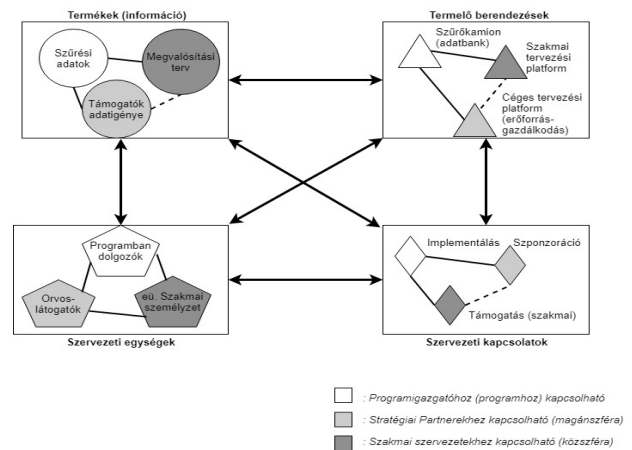 Termékek (információ)
Szűrési
adatok
Megvalósítási
terv
Támogatók
adatigénye
Termelő berendezések
Szűrőkamion
(adatbank)
Szakmai
tervezési
platform
Céges tervezési
platform
(erőforrás-
gazdálkodás)
Programban
dolgozók
Orvos-
látogatók
eü. Szakmai
személyzet
Szervezeti egységek
Implementálás
Szponzoráció
Támogatás (szakmai)
Szervezeti kapcsolatok
: Programigazgatóhoz (programhoz) kapcsolható
: Stratégiai Partnerekhez kapcsolható (magánszféra)
: Szakmai szervezetekhez kapcsolható (közszféra)